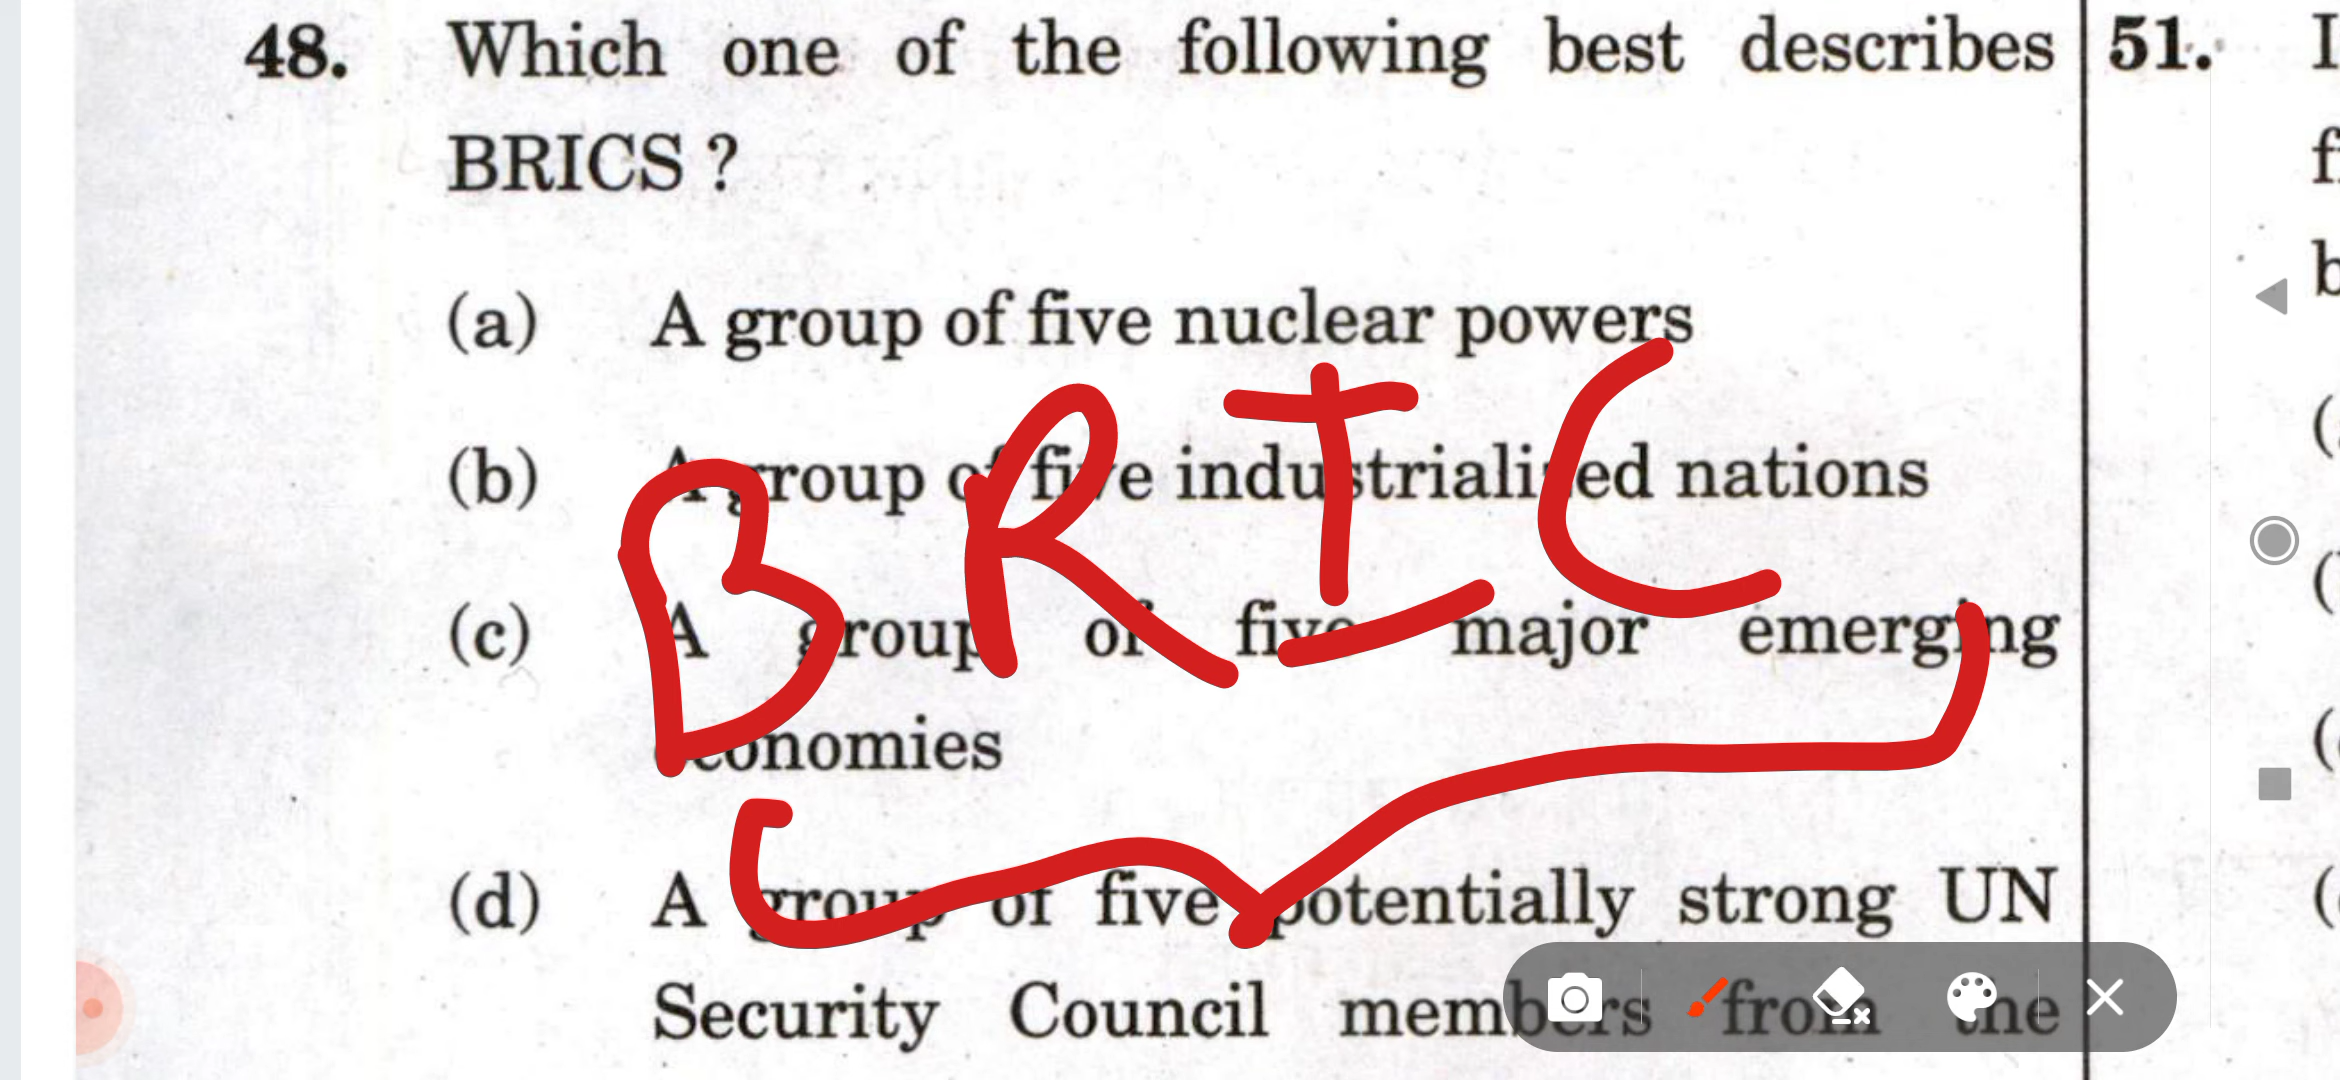 48. Which one of the following best describes
BRICS ?
(a) A group of five nuclear powers
(b) A group of five industrialized nations
(c) A group of five major emerging
economies
(d) A group of five potentially strong UN
Security Council members from the
BRIC
51. I
fi
b
(
(
(
(